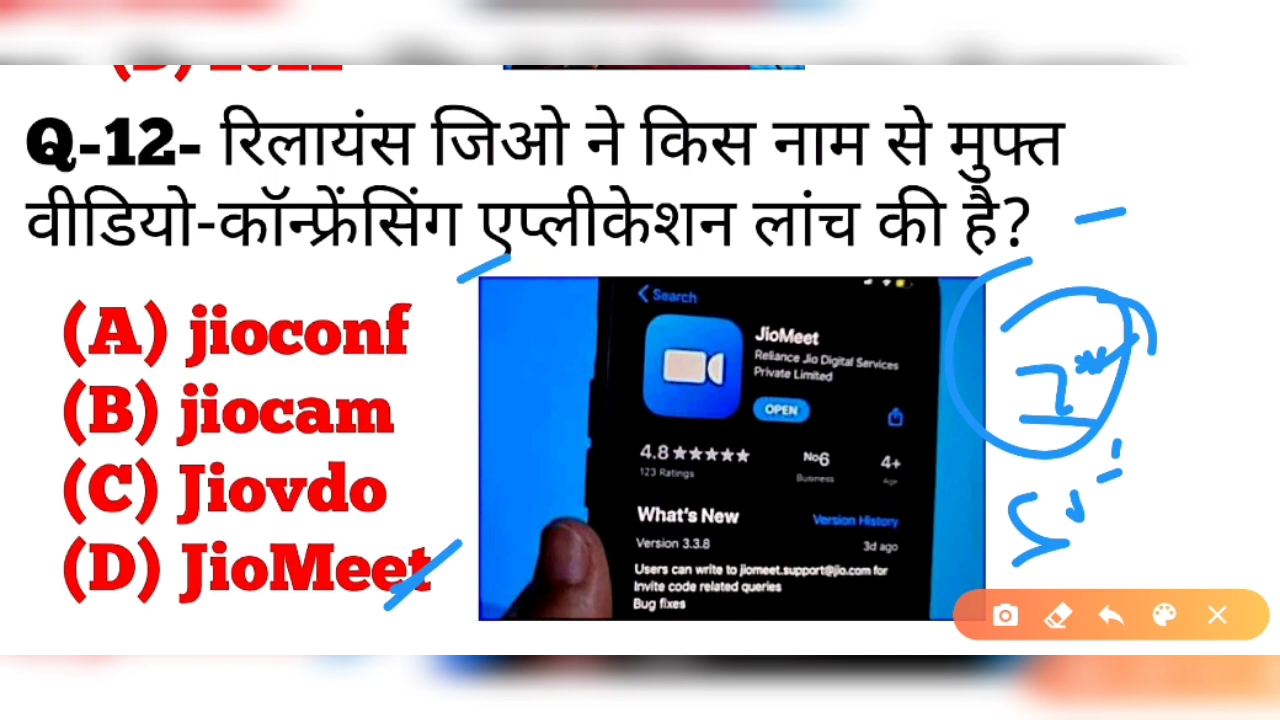 Q-12- रिलायंस जिओ ने किस नाम से मुफ्त
वीडियो-कॉन्फ्रेंसिंग एप्लीकेशन लांच की है?
(A) jioconf
(B) jiocam
(C) Jiovdo
(D) JioMeet
Search
JioMeet
Reliance Jio Digital Services
Private Limited
OPEN
4.8★★★★★
123 Ratings
No6
Business
4+
Age
What's New
Version History
Version 3.3.8
3d ago
Users can write to jiomeet.support@jio.com for
Invite code related queries
Bug fixes